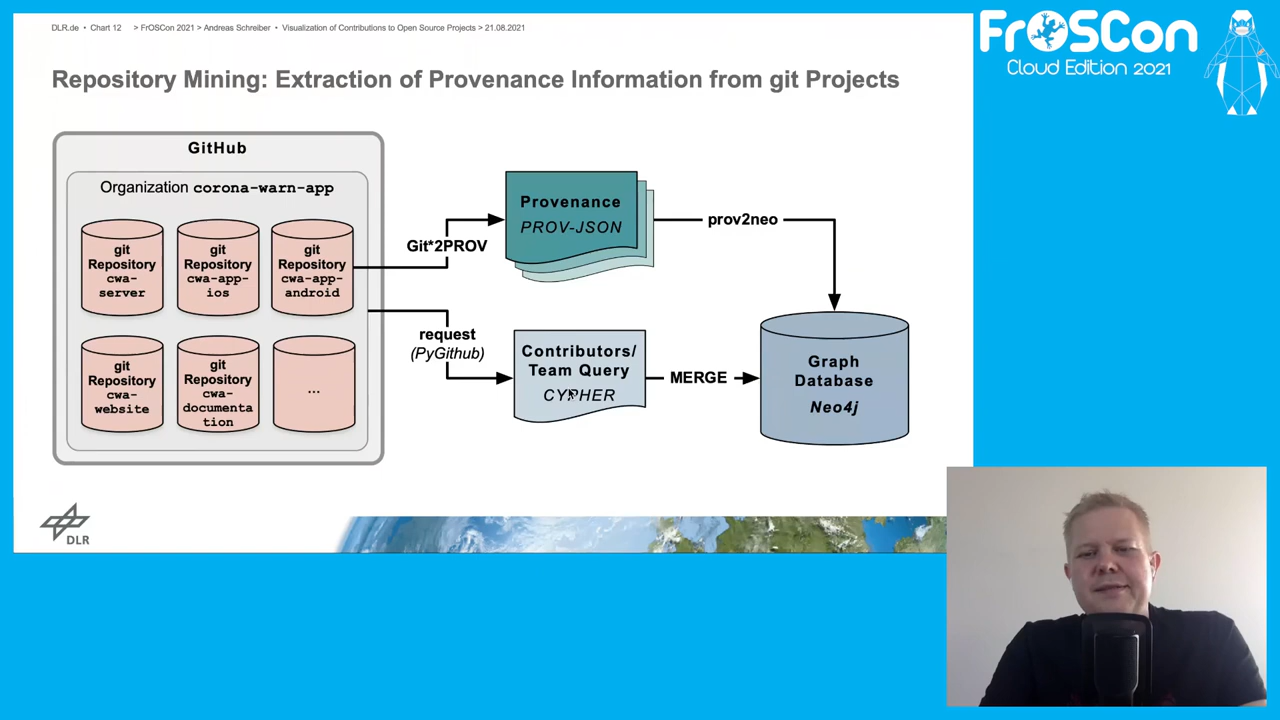 DLR.de • Chart 12 > FrOSCon 2021 > Andreas Schreiber • Visualization of Contributions to Open Source Projects > 21.08.2021
FrOSCon
Cloud Edition 2021
Repository Mining: Extraction of Provenance Information from git Projects
GitHub
Organization corona-warn-app
git
Repository
cwa-
server
git
Repository
cwa-app-
ios
git
Repository
cwa-app-
android
git
Repository
cwa-
website
git
Repository
cwa-
documenta
tion
...
Git*2PROV
Provenance
PROV-JSON
prov2neo
request
(PyGithub)
Contributors/
Team Query
CYPHER
MERGE
Graph
Database
Neo4j
DLR